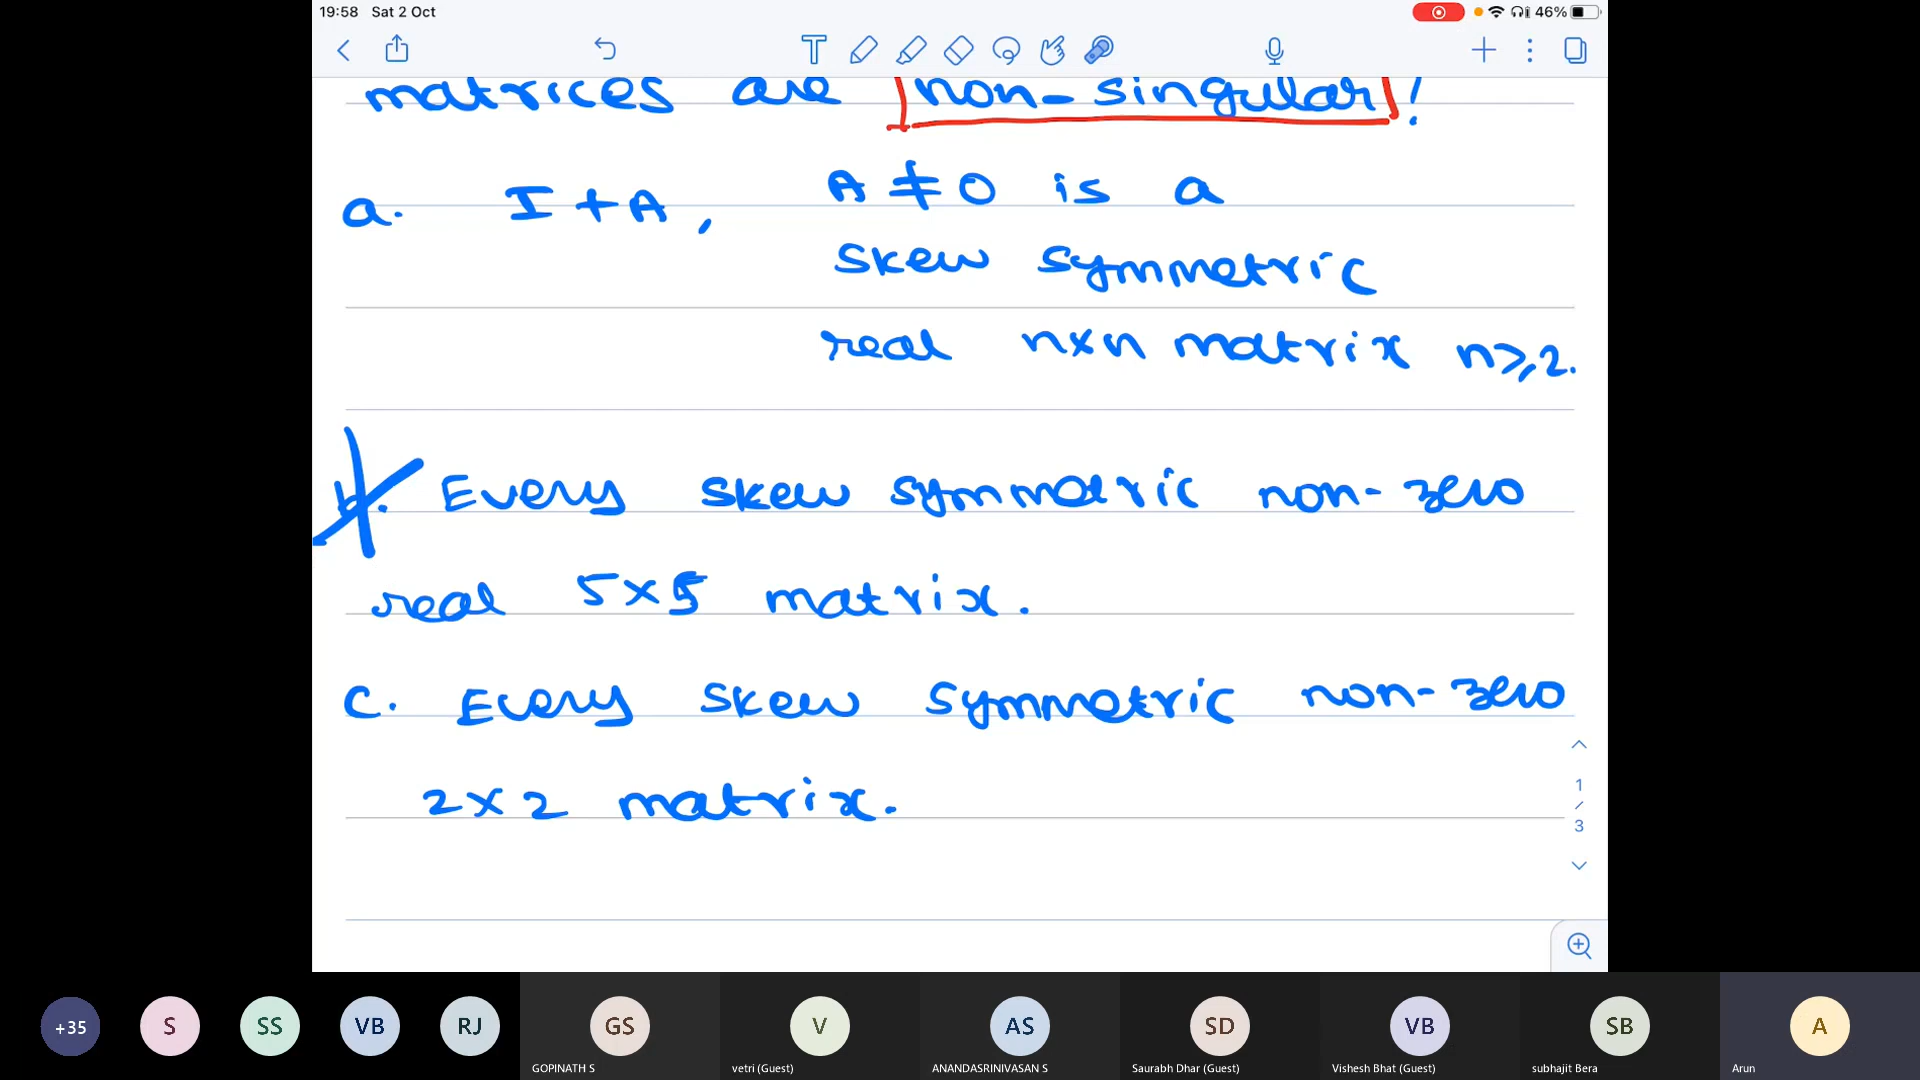 19:58 Sat 2 Oct
46%
T
matrices are non-singular!
a. I + A, A ≠ 0 is a
skew symmetric
real n×n matrix n⩾2.
b. Every skew symmetric non-zero
real 5×5 matrix.
c. Every skew symmetric non-zero
2×2 matrix.
1
/
3
+35 S SS VB RJ GS V AS SD VB SB A
GOPINATH S vetri (Guest) ANANDASRINIVASAN S Saurabh Dhar (Guest) Vishesh Bhat (Guest) subhajit Bera Arun